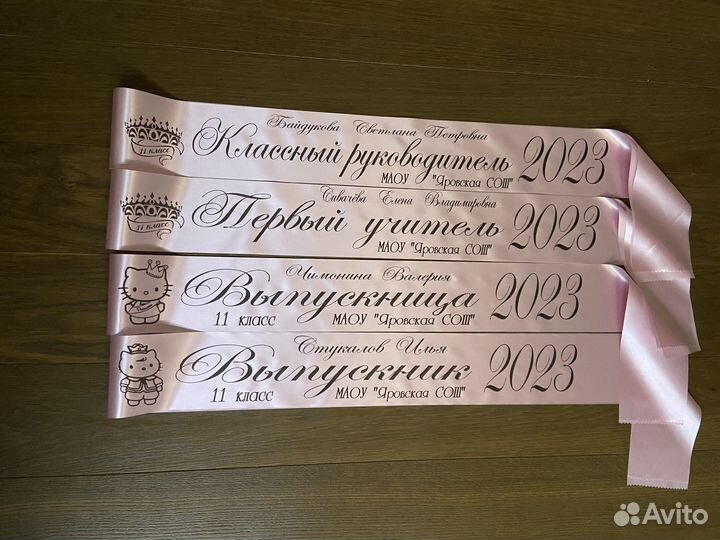 Байдукова Светлана Петровна
11 класс
Классный руководитель 2023
МАОУ "Яровская СОШ"
Сивачёва Елена Владимировна
11 класс
Первый учитель 2023
МАОУ "Яровская СОШ"
Чимонина Валерия
Выпускница 2023
11 класс МАОУ "Яровская СОШ"
Стукалов Илья
Выпускник 2023
11 класс МАОУ "Яровская СОШ"
Avito